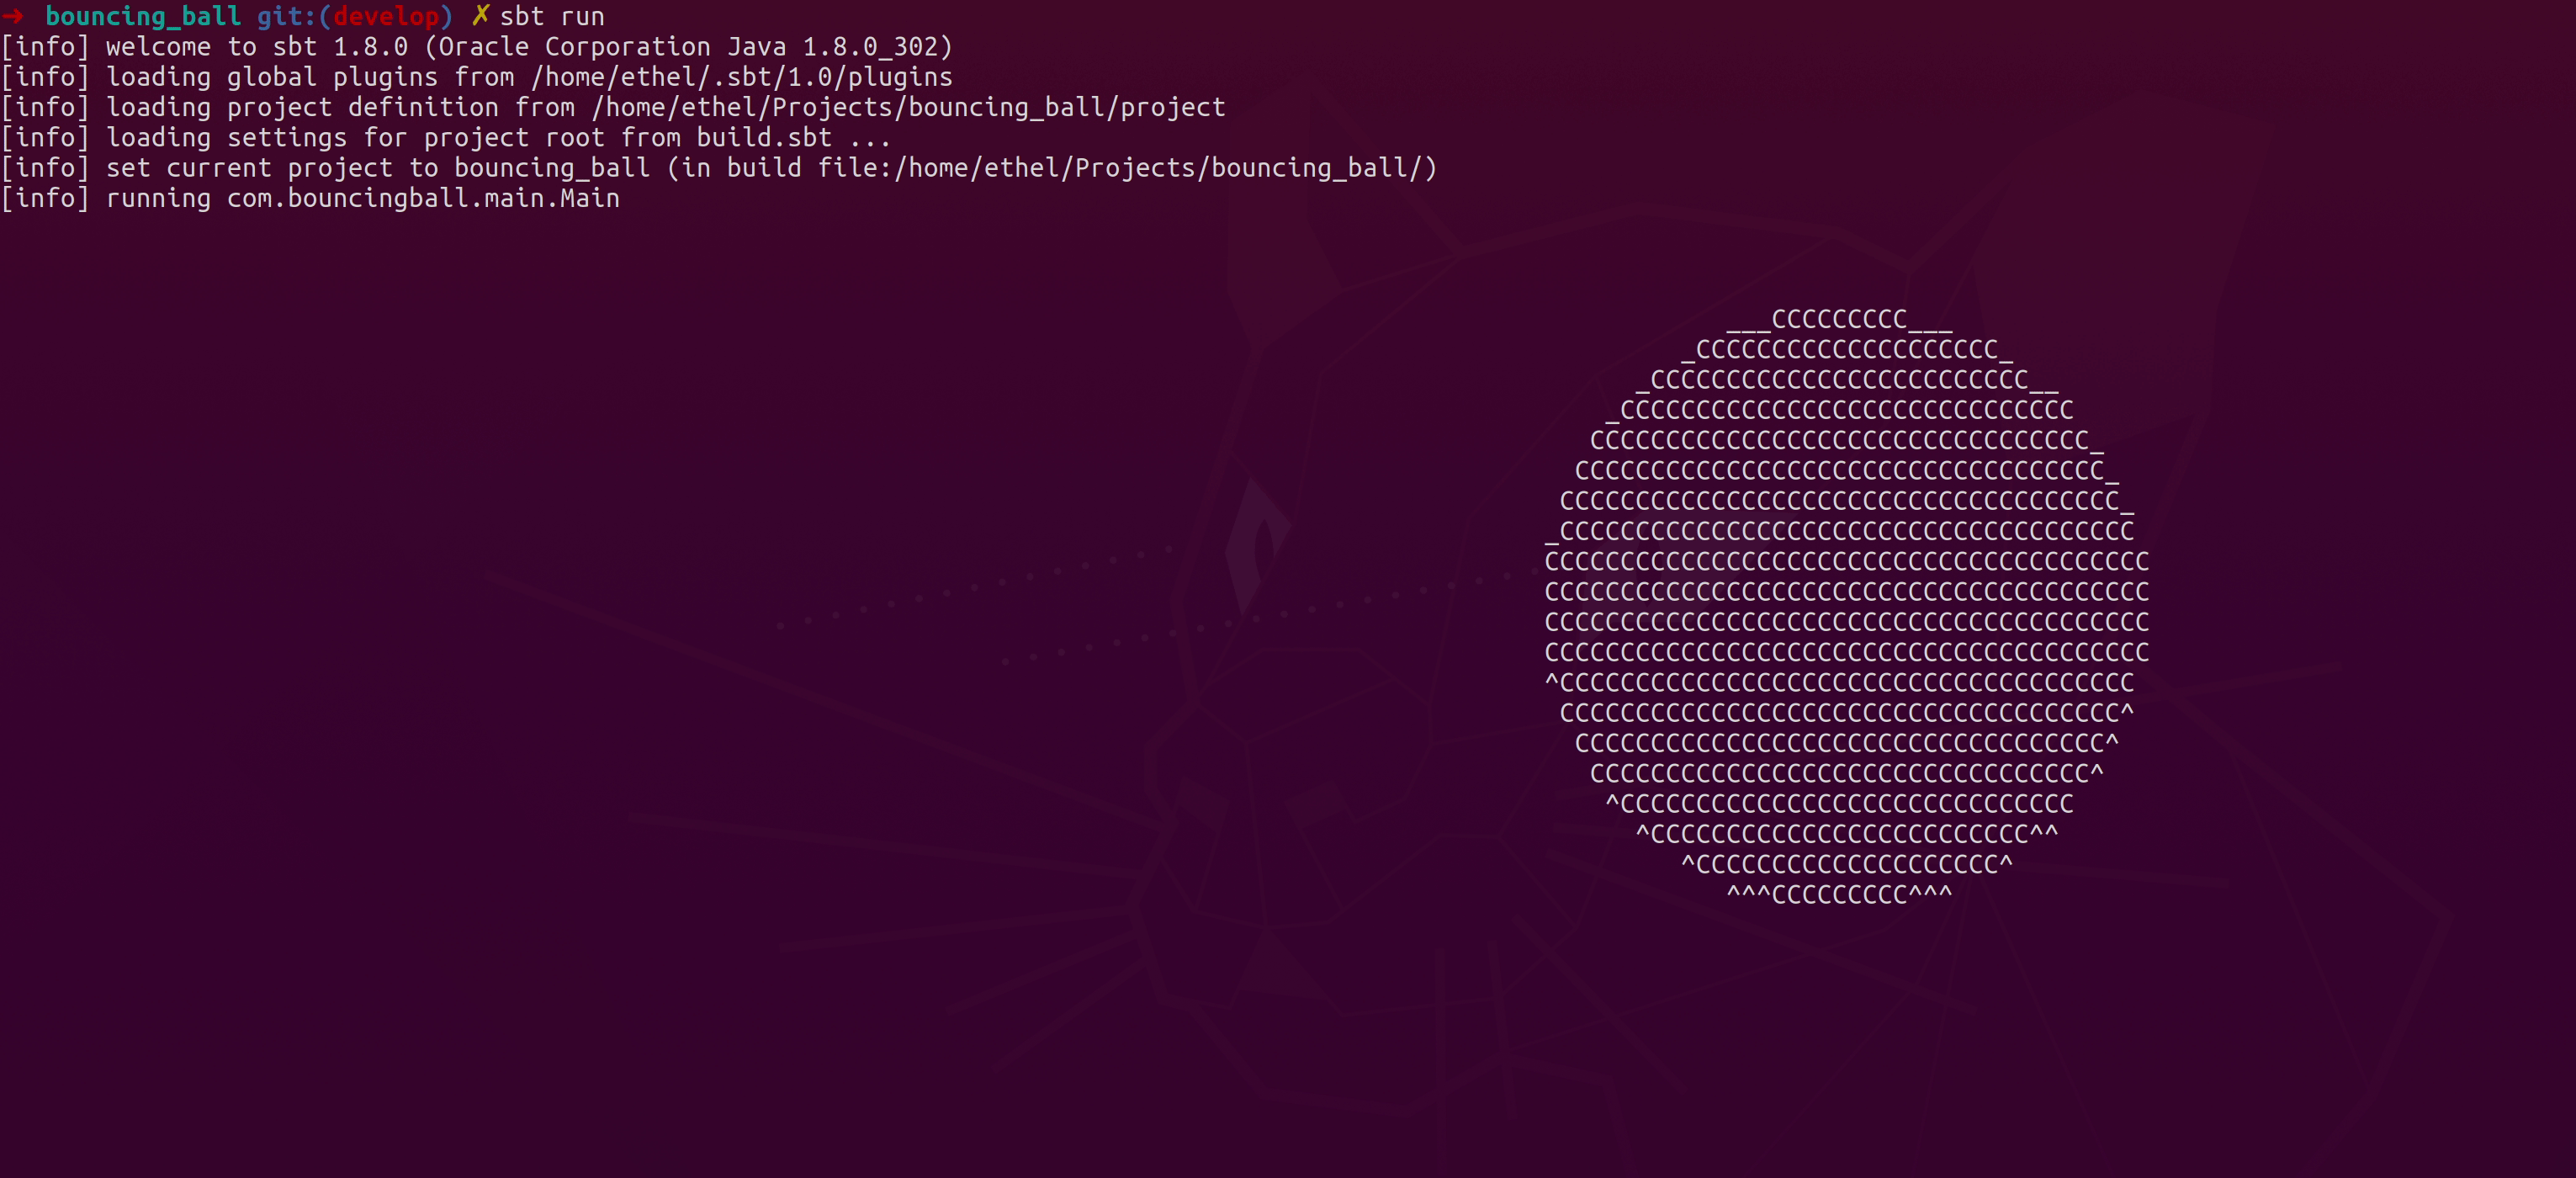 ➜ bouncing_ball git:(develop) ✗ sbt run
[info] welcome to sbt 1.8.0 (Oracle Corporation Java 1.8.0_302)
[info] loading global plugins from /home/ethel/.sbt/1.0/plugins
[info] loading project definition from /home/ethel/Projects/bouncing_ball/project
[info] loading settings for project root from build.sbt ...
[info] set current project to bouncing_ball (in build file:/home/ethel/Projects/bouncing_ball/)
[info] running com.bouncingball.main.Main
___CCCCCCCCC___
_CCCCCCCCCCCCCCCCCCCC_
_CCCCCCCCCCCCCCCCCCCCCCCCC__
_CCCCCCCCCCCCCCCCCCCCCCCCCCCCCC
CCCCCCCCCCCCCCCCCCCCCCCCCCCCCCCCC_
CCCCCCCCCCCCCCCCCCCCCCCCCCCCCCCCCCC_
CCCCCCCCCCCCCCCCCCCCCCCCCCCCCCCCCCCCC_
_CCCCCCCCCCCCCCCCCCCCCCCCCCCCCCCCCCCCCC
CCCCCCCCCCCCCCCCCCCCCCCCCCCCCCCCCCCCCCCC
CCCCCCCCCCCCCCCCCCCCCCCCCCCCCCCCCCCCCCCC
CCCCCCCCCCCCCCCCCCCCCCCCCCCCCCCCCCCCCCCC
CCCCCCCCCCCCCCCCCCCCCCCCCCCCCCCCCCCCCCCC
^CCCCCCCCCCCCCCCCCCCCCCCCCCCCCCCCCCCCCC
CCCCCCCCCCCCCCCCCCCCCCCCCCCCCCCCCCCCC^
CCCCCCCCCCCCCCCCCCCCCCCCCCCCCCCCCCC^
CCCCCCCCCCCCCCCCCCCCCCCCCCCCCCCCC^
^CCCCCCCCCCCCCCCCCCCCCCCCCCCCCC
^CCCCCCCCCCCCCCCCCCCCCCCCC^^
^CCCCCCCCCCCCCCCCCCCC^
^^^CCCCCCCCC^^^